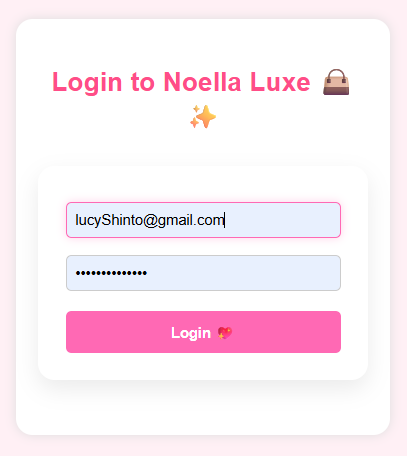 Login to Noella Luxe 👜
✨
lucyShinto@gmail.com
••••••••••••••
Login 💖